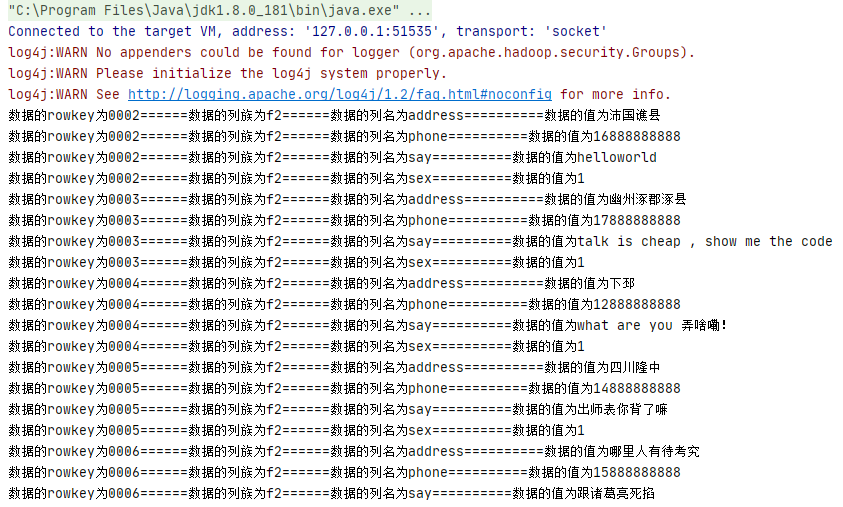 "C:\Program Files\Java\jdk1.8.0_181\bin\java.exe" ...
Connected to the target VM, address: '127.0.0.1:51535', transport: 'socket'
log4j:WARN No appenders could be found for logger (org.apache.hadoop.security.Groups).
log4j:WARN Please initialize the log4j system properly.
log4j:WARN See http://logging.apache.org/log4j/1.2/faq.html#noconfig for more info.
数据的rowkey为0002======数据的列族为f2======数据的列名为address==========数据的值为沛国谯县
数据的rowkey为0002======数据的列族为f2======数据的列名为phone==========数据的值为16888888888
数据的rowkey为0002======数据的列族为f2======数据的列名为say==========数据的值为helloworld
数据的rowkey为0002======数据的列族为f2======数据的列名为sex==========数据的值为1
数据的rowkey为0003======数据的列族为f2======数据的列名为address==========数据的值为幽州涿郡涿县
数据的rowkey为0003======数据的列族为f2======数据的列名为phone==========数据的值为17888888888
数据的rowkey为0003======数据的列族为f2======数据的列名为say==========数据的值为talk is cheap , show me the code
数据的rowkey为0003======数据的列族为f2======数据的列名为sex==========数据的值为1
数据的rowkey为0004======数据的列族为f2======数据的列名为address==========数据的值为下邳
数据的rowkey为0004======数据的列族为f2======数据的列名为phone==========数据的值为12888888888
数据的rowkey为0004======数据的列族为f2======数据的列名为say==========数据的值为what are you 弄啥嘞!
数据的rowkey为0004======数据的列族为f2======数据的列名为sex==========数据的值为1
数据的rowkey为0005======数据的列族为f2======数据的列名为address==========数据的值为四川隆中
数据的rowkey为0005======数据的列族为f2======数据的列名为phone==========数据的值为14888888888
数据的rowkey为0005======数据的列族为f2======数据的列名为say==========数据的值为出师表你背了嘛
数据的rowkey为0005======数据的列族为f2======数据的列名为sex==========数据的值为1
数据的rowkey为0006======数据的列族为f2======数据的列名为address==========数据的值为哪里人有待考究
数据的rowkey为0006======数据的列族为f2======数据的列名为phone==========数据的值为15888888888
数据的rowkey为0006======数据的列族为f2======数据的列名为say==========数据的值为跟诸葛亮死掐